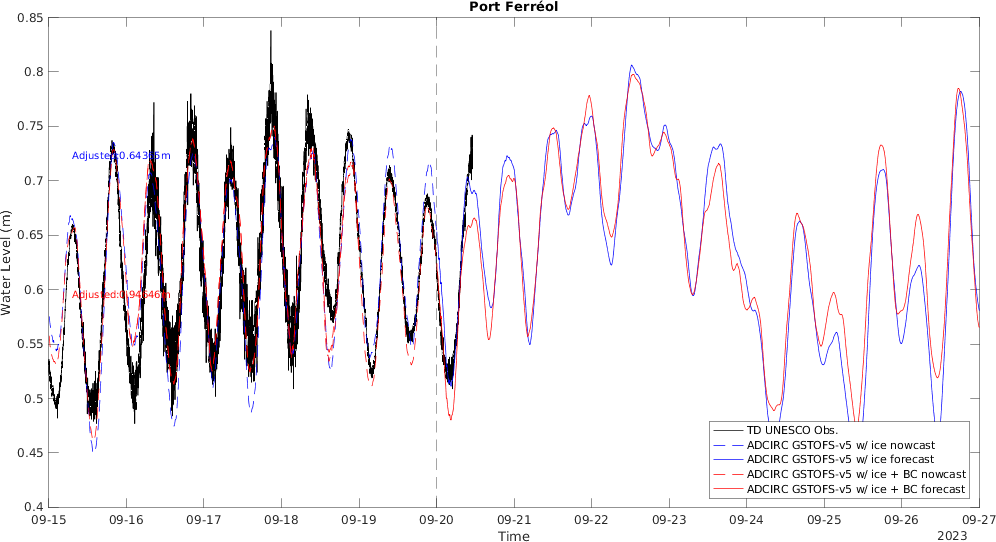 Port Ferréol
Water Level (m)
0.85
0.8
0.75
0.7
0.65
0.6
0.55
0.5
0.45
0.4
Adjusted:0.64365m
TD UNESCO Obs.
ADCIRC GSTOFS-v5 w/ ice nowcast
ADCIRC GSTOFS-v5 w/ ice forecast
ADCIRC GSTOFS-v5 w/ ice + BC nowcast
ADCIRC GSTOFS-v5 w/ ice + BC forecast
09-15 09-16 09-17 09-18 09-19 09-20 09-21 09-22 09-23 09-24 09-25 09-26 09-27
Time
2023